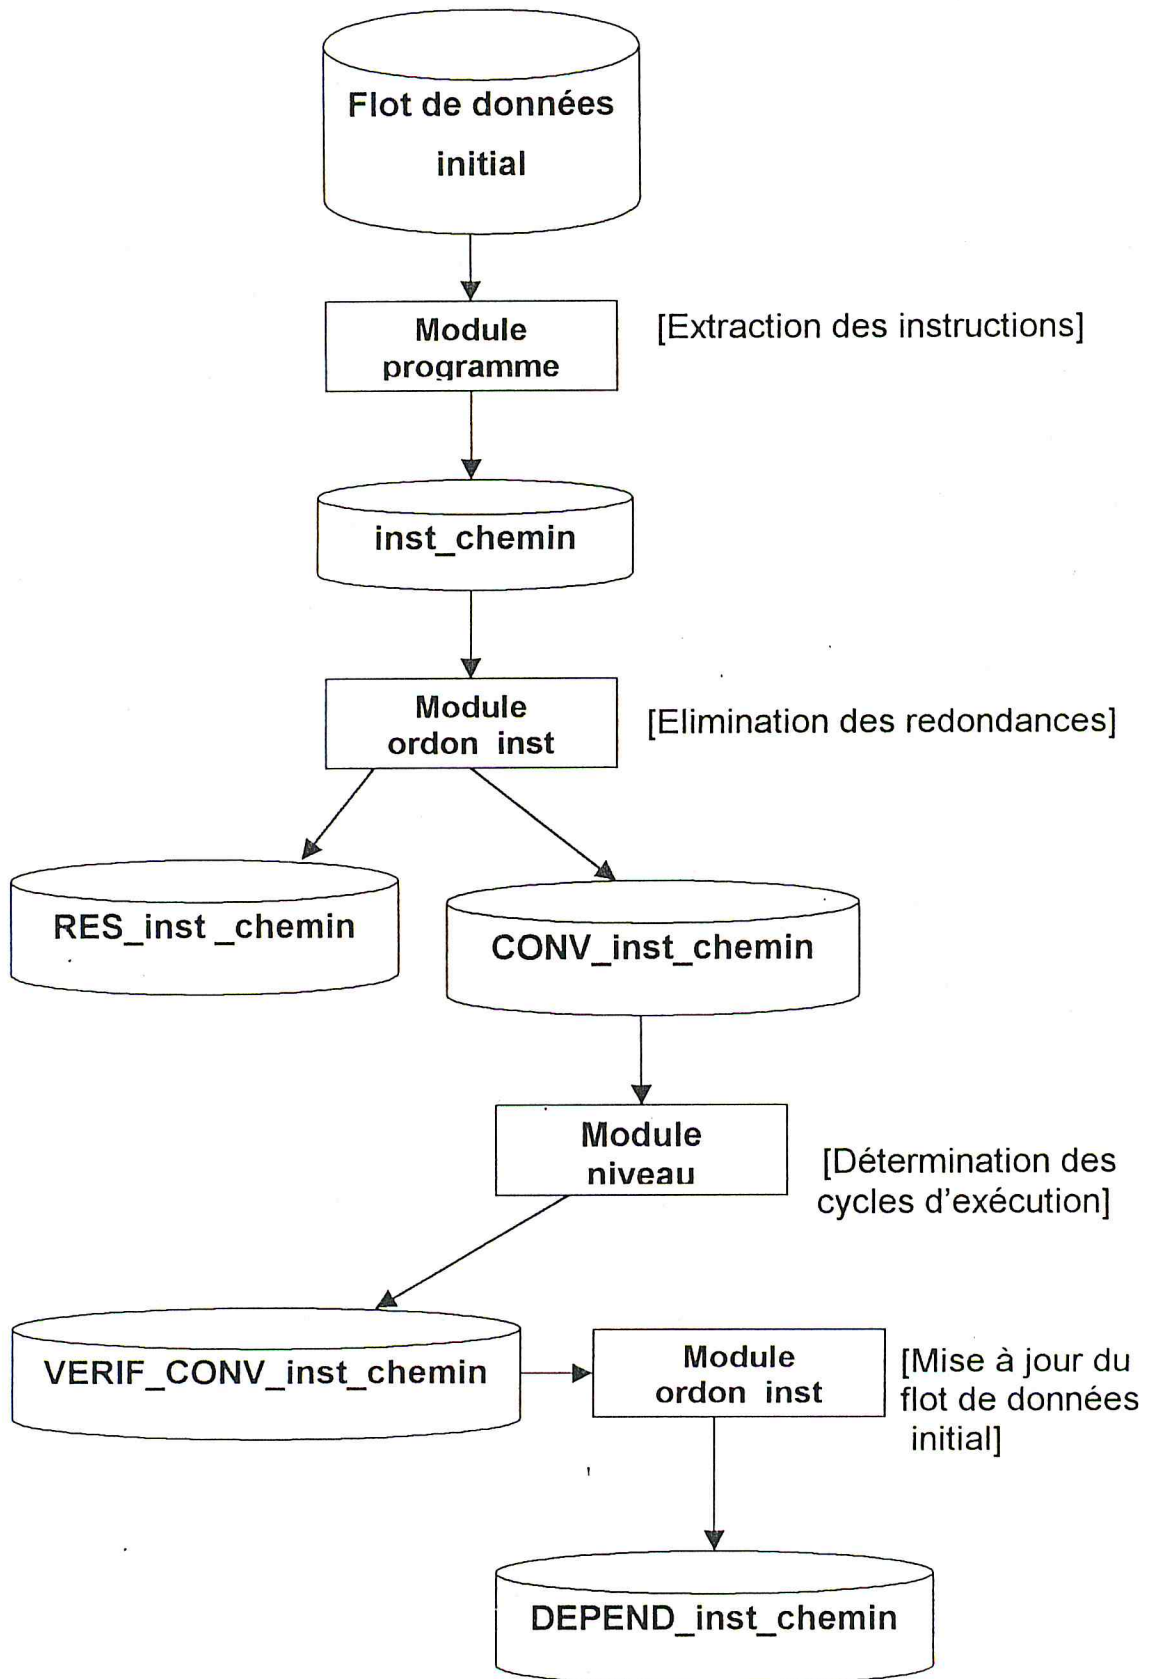 Flot de données
initial
Module
programme
[Extraction des instructions]
inst_chemin
Module
ordon inst
[Elimination des redondances]
RES_inst _chemin
CONV_inst_chemin
Module
niveau
[Détermination des
cycles d'exécution]
VERIF_CONV_inst_chemin
Module
ordon inst
[Mise à jour du
flot de données
initial]
DEPEND_inst_chemin